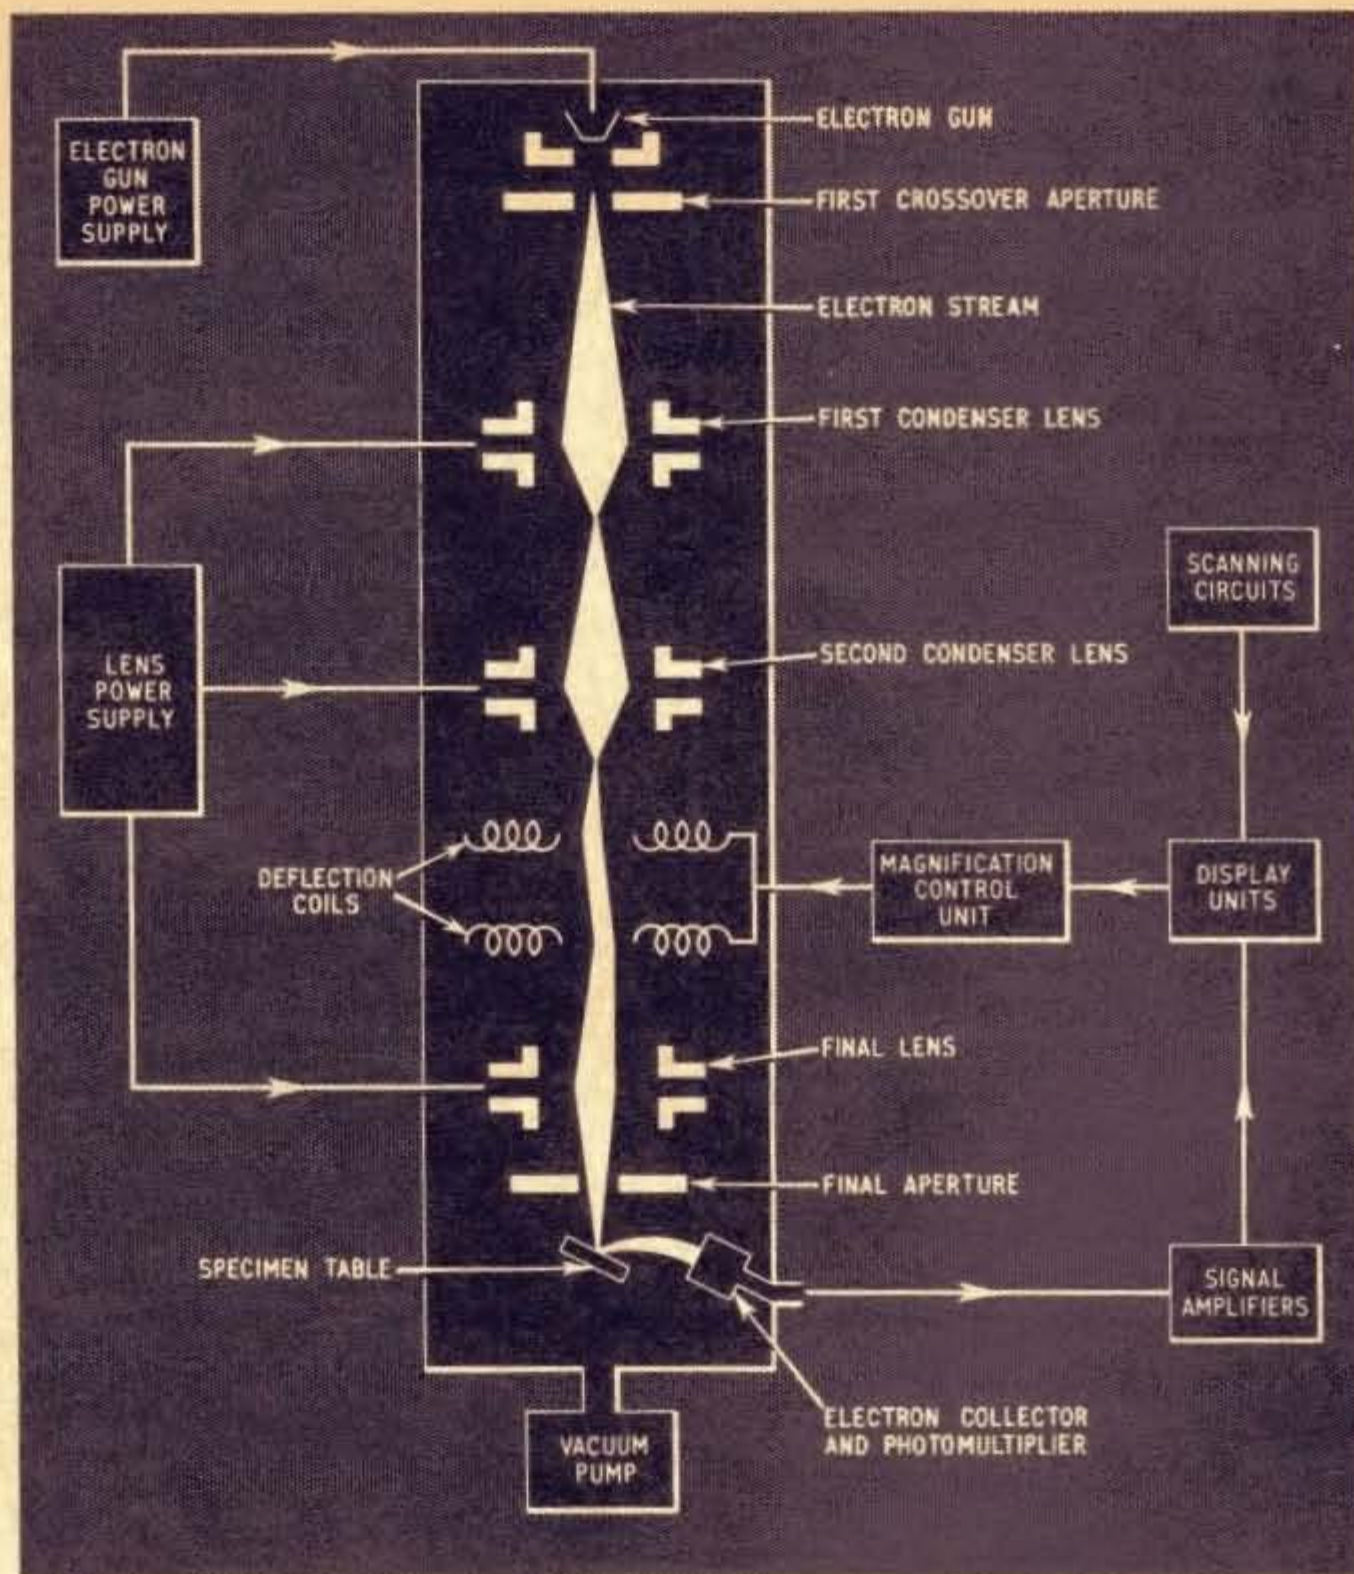 ELECTRON GUN
ELECTRON
GUN
POWER
SUPPLY
FIRST CROSSOVER APERTURE
ELECTRON STREAM
FIRST CONDENSER LENS
SCANNING
CIRCUITS
SECOND CONDENSER LENS
LENS
POWER
SUPPLY
DEFLECTION
COILS
MAGNIFICATION
CONTROL
UNIT
DISPLAY
UNITS
FINAL LENS
FINAL APERTURE
SPECIMEN TABLE
SIGNAL
AMPLIFIERS
ELECTRON COLLECTOR
AND PHOTOMULTIPLIER
VACUUM
PUMP